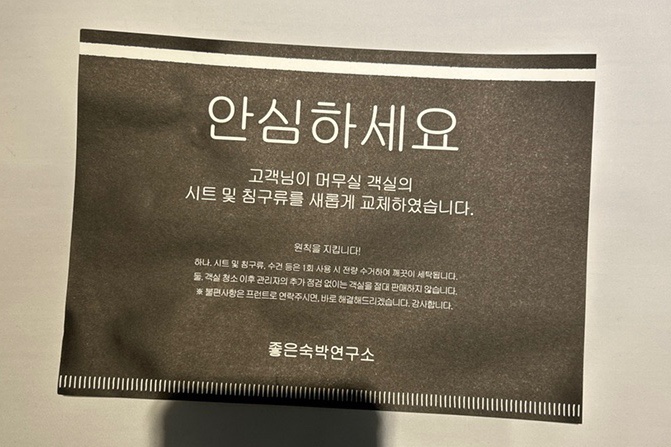 안심하세요
고객님이 머무실 객실의
시트 및 침구류를 새롭게 교체하였습니다.
원칙을 지킵니다!
하나, 시트 및 침구류, 수건 등은 1회 사용 시 전량 수거하여 깨끗이 세탁됩니다.
둘, 객실 청소 이후 관리자의 추가 점검 없이는 객실을 절대 판매하지 않습니다.
※ 불편사항은 프런트로 연락주시면, 바로 해결해드리겠습니다. 감사합니다.
좋은숙박연구소